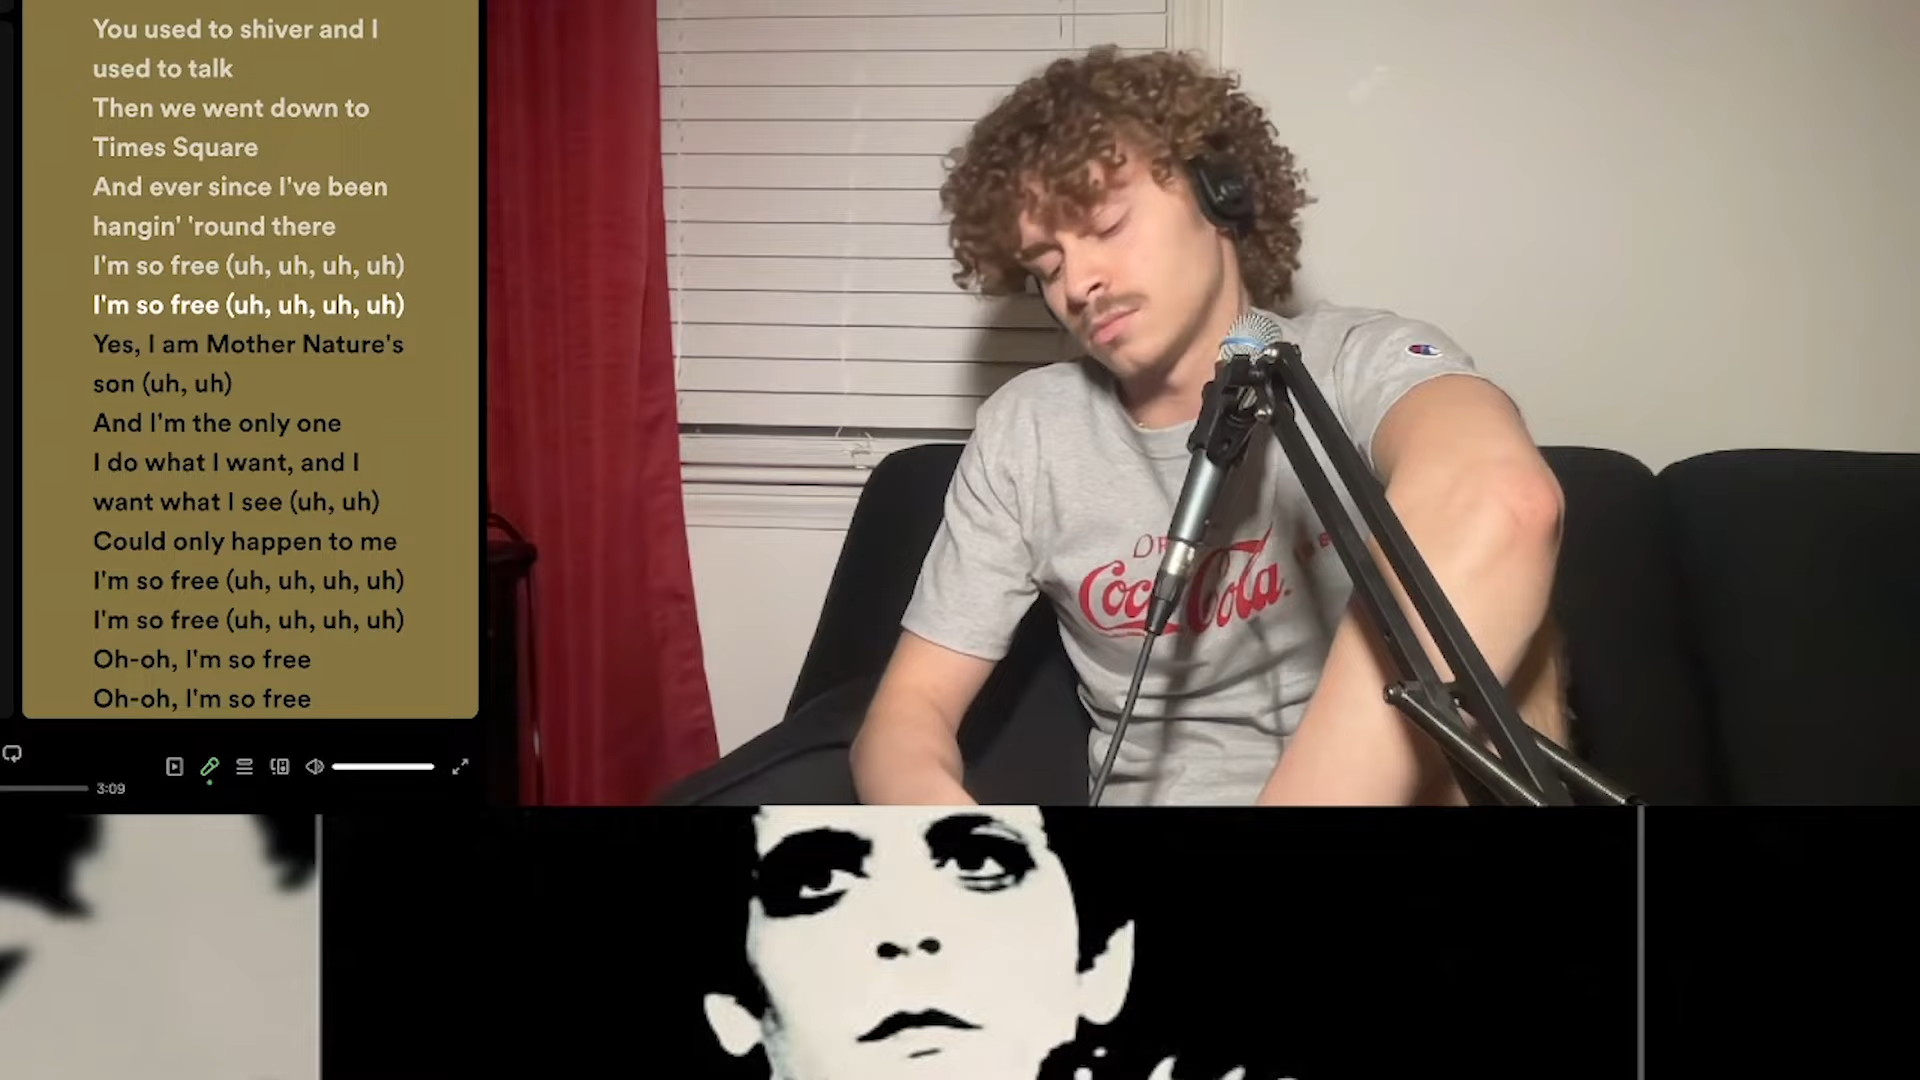 You used to shiver and I
used to talk
Then we went down to
Times Square
And ever since I've been
hangin' 'round there
I'm so free (uh, uh, uh, uh)
I'm so free (uh, uh, uh, uh)
Yes, I am Mother Nature's
son (uh, uh)
And I'm the only one
I do what I want, and I
want what I see (uh, uh)
Could only happen to me
I'm so free (uh, uh, uh, uh)
I'm so free (uh, uh, uh, uh)
Oh-oh, I'm so free
Oh-oh, I'm so free
3:09
Coca-Cola